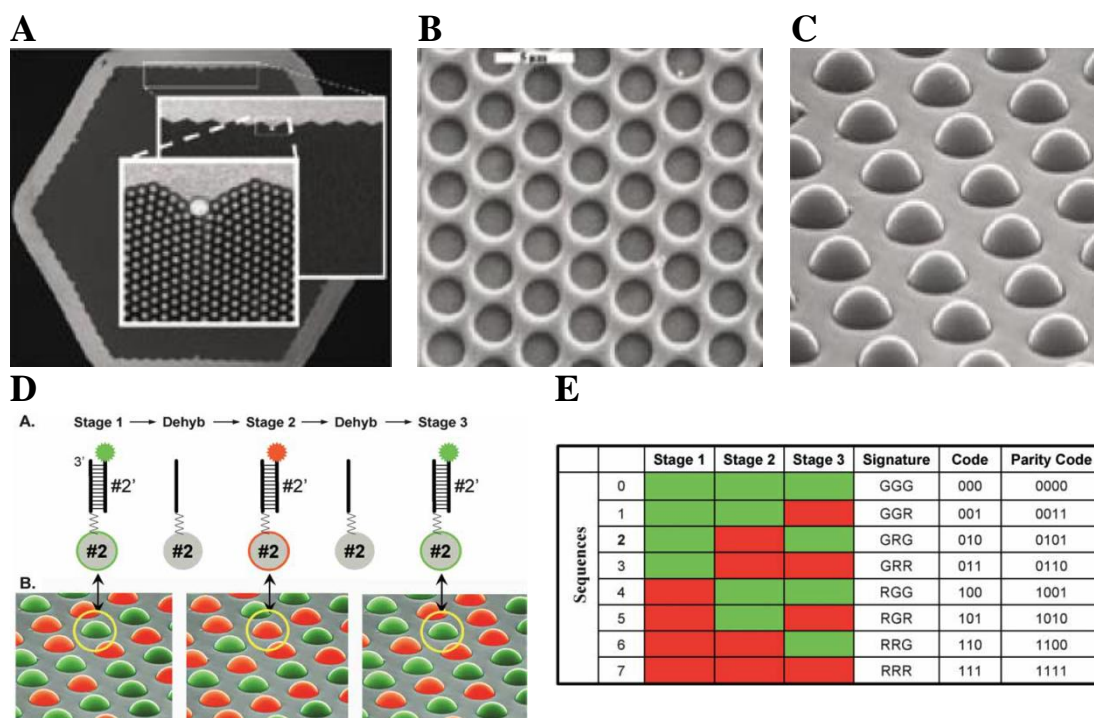 A
B
C
5 µm
D
E
A. Stage 1 → Dehyb → Stage 2 → Dehyb → Stage 3
3'
#2'
#2'
#2'
#2
#2
#2
#2
#2
B.
Stage 1 Stage 2 Stage 3 Signature Code Parity Code
Sequences
0 GGG 000 0000
1 GGR 001 0011
2 GRG 010 0101
3 GRR 011 0110
4 RGG 100 1001
5 RGR 101 1010
6 RRG 110 1100
7 RRR 111 1111